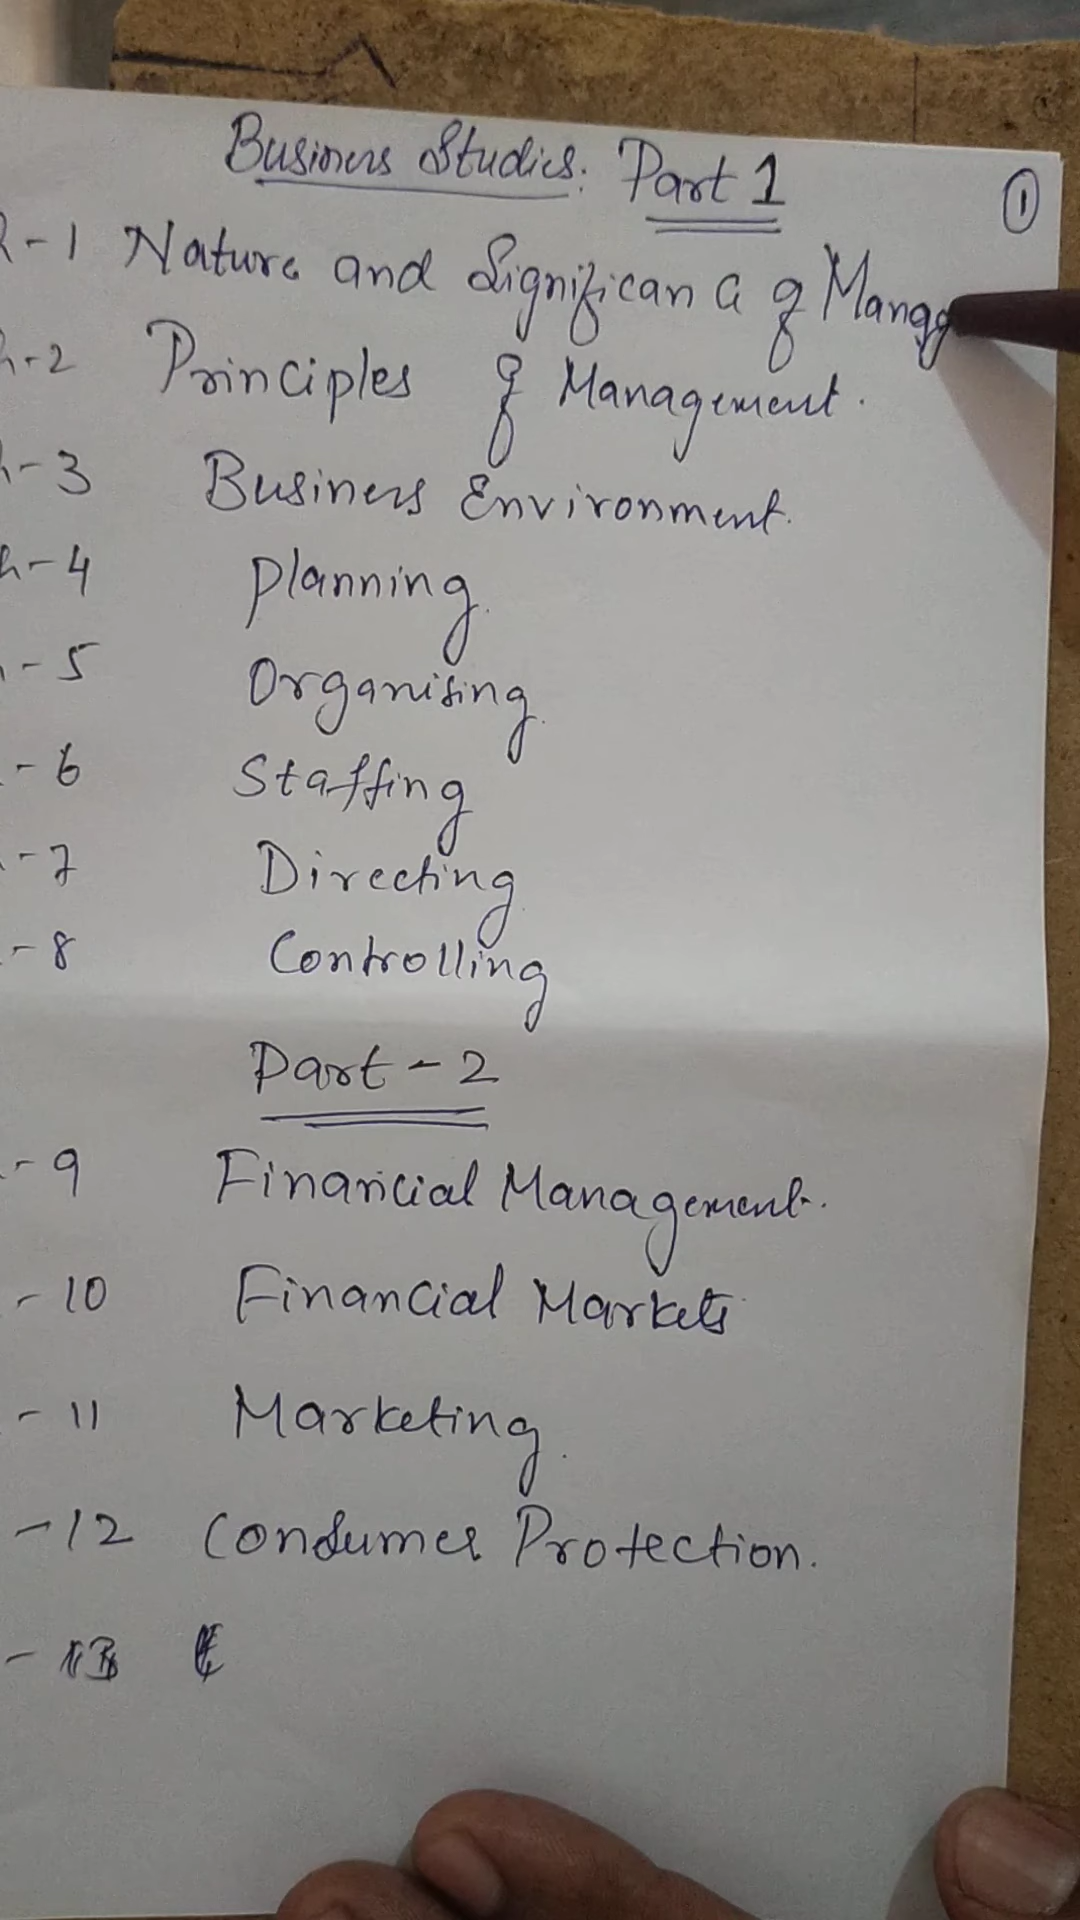 Business Studies. Part 1
①
h-1 Nature and Significance of Manag
h-2 Principles of Management.
h-3 Business Environment.
h-4 Planning.
-5 Organising.
-6 Staffing
-7 Directing
-8 Controlling
Part-2
-9 Financial Management.
-10 Financial Markets
-11 Marketing.
-12 Consumer Protection.
-13